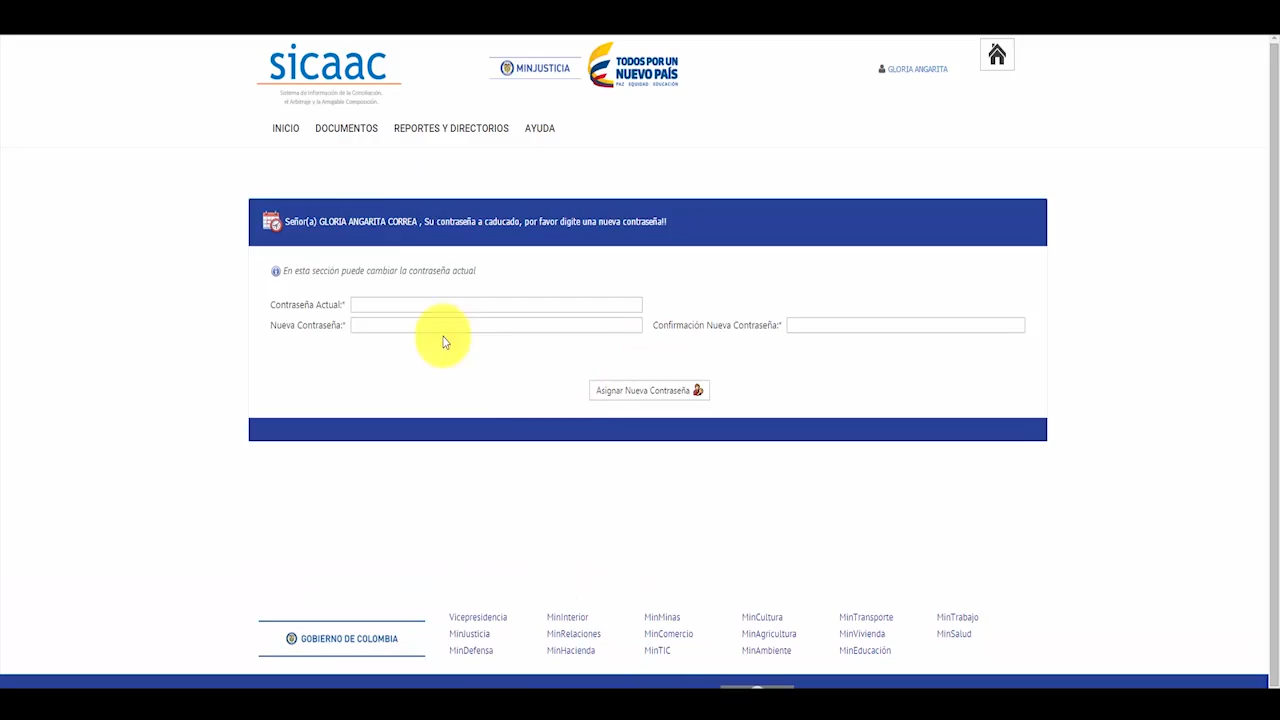 sicaac
Sistema de Información de la Conciliación,
el Arbitraje y la Amigable Composición.
MINJUSTICIA
TODOS POR UN
NUEVO PAÍS
PAZ EQUIDAD EDUCACIÓN
GLORIA ANGARITA
INICIO DOCUMENTOS REPORTES Y DIRECTORIOS AYUDA
Señor(a) GLORIA ANGARITA CORREA , Su contraseña a caducado, por favor digite una nueva contraseña!!
En esta sección puede cambiar la contraseña actual
Contraseña Actual:*
Nueva Contraseña:* Confirmación Nueva Contraseña:*
Asignar Nueva Contraseña
GOBIERNO DE COLOMBIA
Vicepresidencia MinInterior MinMinas MinCultura MinTransporte MinTrabajo
MinJusticia MinRelaciones MinComercio MinAgricultura MinVivienda MinSalud
MinDefensa MinHacienda MinTIC MinAmbiente MinEducación